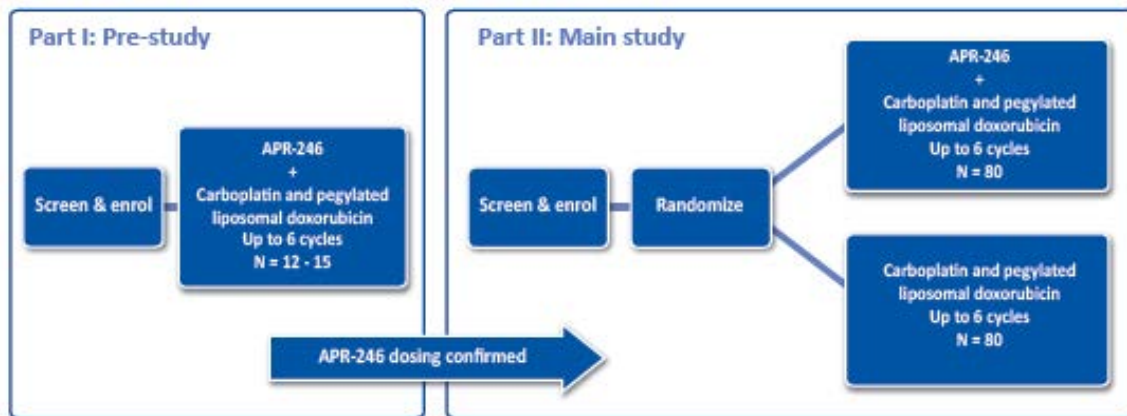 Part I: Pre-study
Screen & enrol
APR-246
+
Carboplatin and pegylated
liposomal doxorubicin
Up to 6 cycles
N = 12 - 15
APR-246 dosing confirmed
Part II: Main study
Screen & enrol
Randomize
APR-246
+
Carboplatin and pegylated
liposomal doxorubicin
Up to 6 cycles
N = 80
Carboplatin and pegylated
liposomal doxorubicin
Up to 6 cycles
N = 80